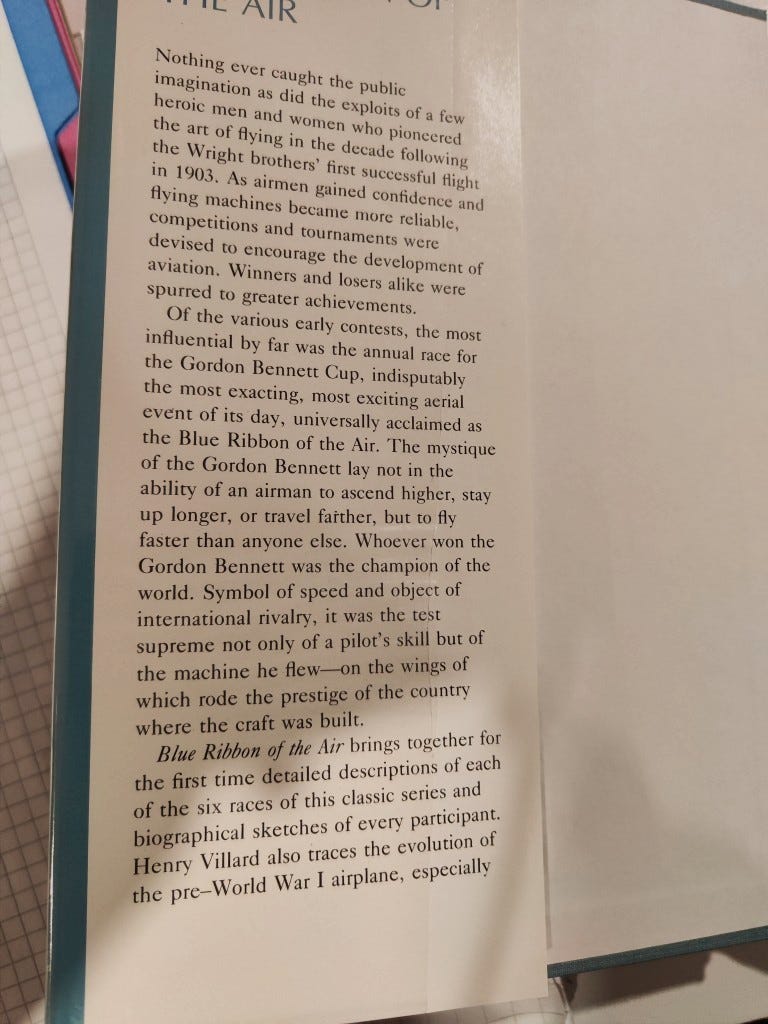 THE AIR
Nothing ever caught the public
imagination as did the exploits of a few
heroic men and women who pioneered
the art of flying in the decade following
the Wright brothers' first successful flight
in 1903. As airmen gained confidence and
flying machines became more reliable,
competitions and tournaments were
devised to encourage the development of
aviation. Winners and losers alike were
spurred to greater achievements.
Of the various early contests, the most
influential by far was the annual race for
the Gordon Bennett Cup, indisputably
the most exacting, most exciting aerial
event of its day, universally acclaimed as
the Blue Ribbon of the Air. The mystique
of the Gordon Bennett lay not in the
ability of an airman to ascend higher, stay
up longer, or travel farther, but to fly
faster than anyone else. Whoever won the
Gordon Bennett was the champion of the
world. Symbol of speed and object of
international rivalry, it was the test
supreme not only of a pilot's skill but of
the machine he flew—on the wings of
which rode the prestige of the country
where the craft was built.
Blue Ribbon of the Air brings together for
the first time detailed descriptions of each
of the six races of this classic series and
biographical sketches of every participant.
Henry Villard also traces the evolution of
the pre–World War I airplane, especially